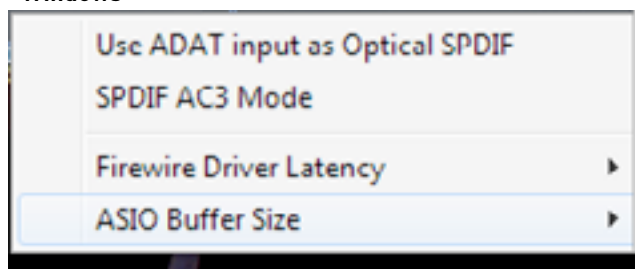 Use ADAT input as Optical SPDIF
SPDIF AC3 Mode
Firewire Driver Latency
ASIO Buffer Size